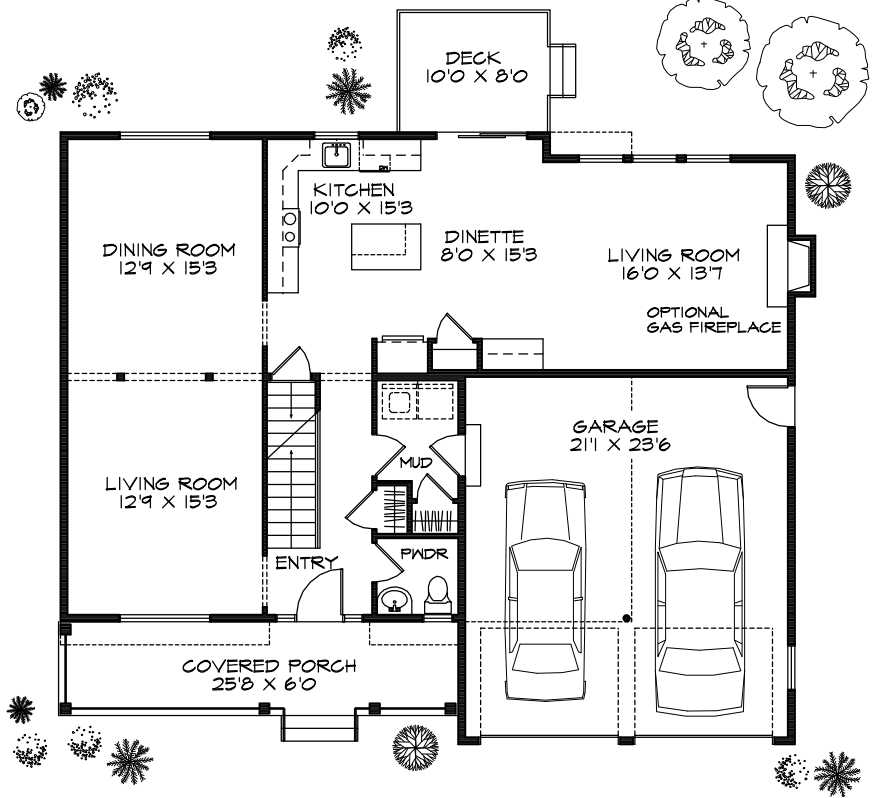 DECK
10'0 X 8'0
KITCHEN
10'0 X 15'3
DINING ROOM
12'9 X 15'3
DINETTE
8'0 X 15'3
LIVING ROOM
16'0 X 13'7
OPTIONAL
GAS FIREPLACE
GARAGE
21'1 X 23'6
LIVING ROOM
12'9 X 15'3
MUD
ENTRY
PWDR
COVERED PORCH
25'8 X 6'0